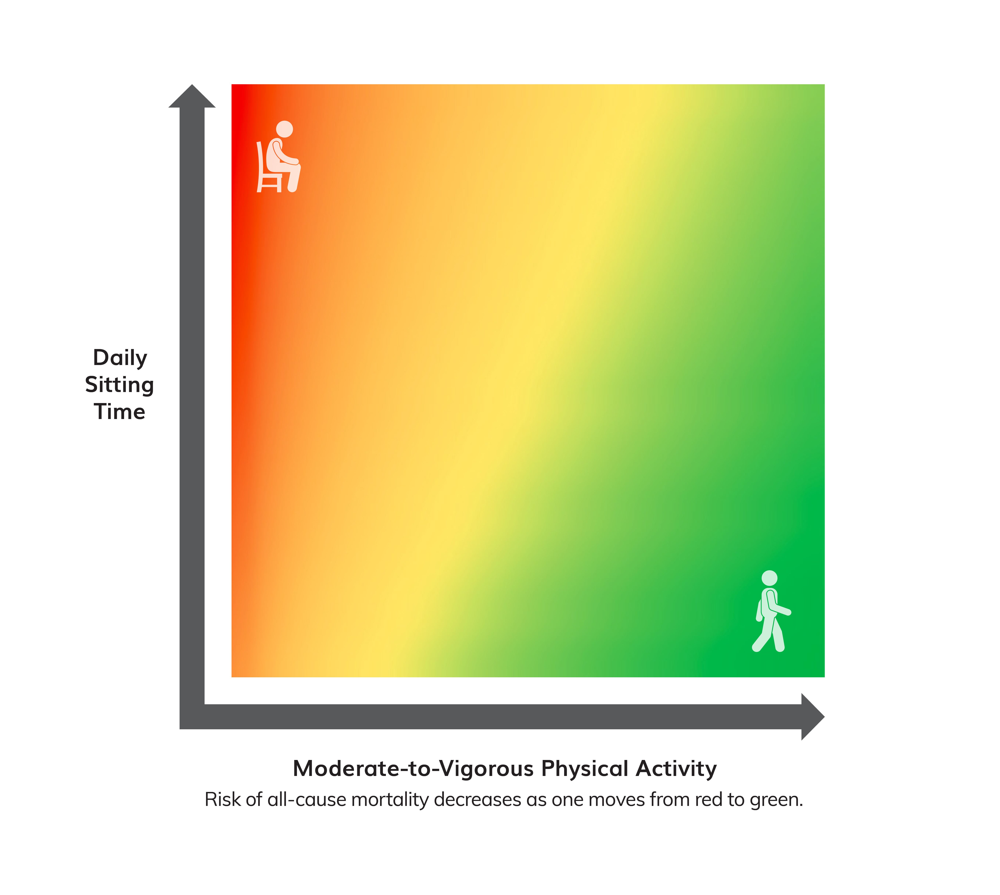 Daily
Sitting
Time
Moderate-to-Vigorous Physical Activity
Risk of all-cause mortality decreases as one moves from red to green.